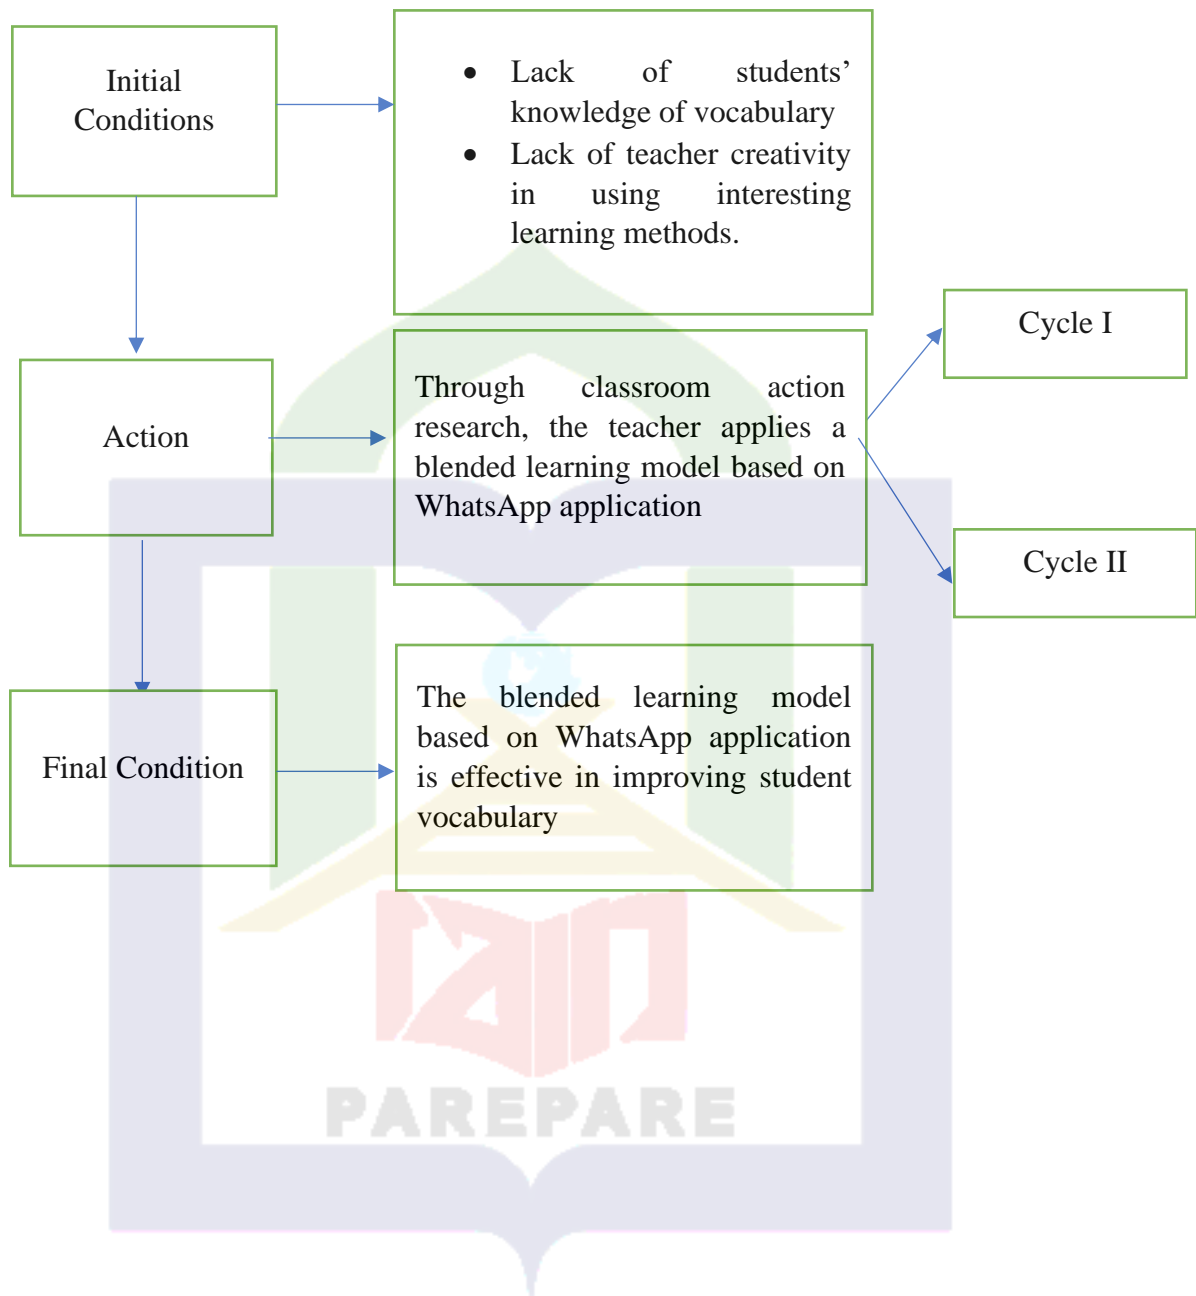 Initial
Conditions
• Lack of students’
knowledge of vocabulary
• Lack of teacher creativity
in using interesting
learning methods.
Cycle I
Action
Through classroom action
research, the teacher applies a
blended learning model based on
WhatsApp application
Cycle II
Final Condition
The blended learning model
based on WhatsApp application
is effective in improving student
vocabulary
iain
PAREPARE